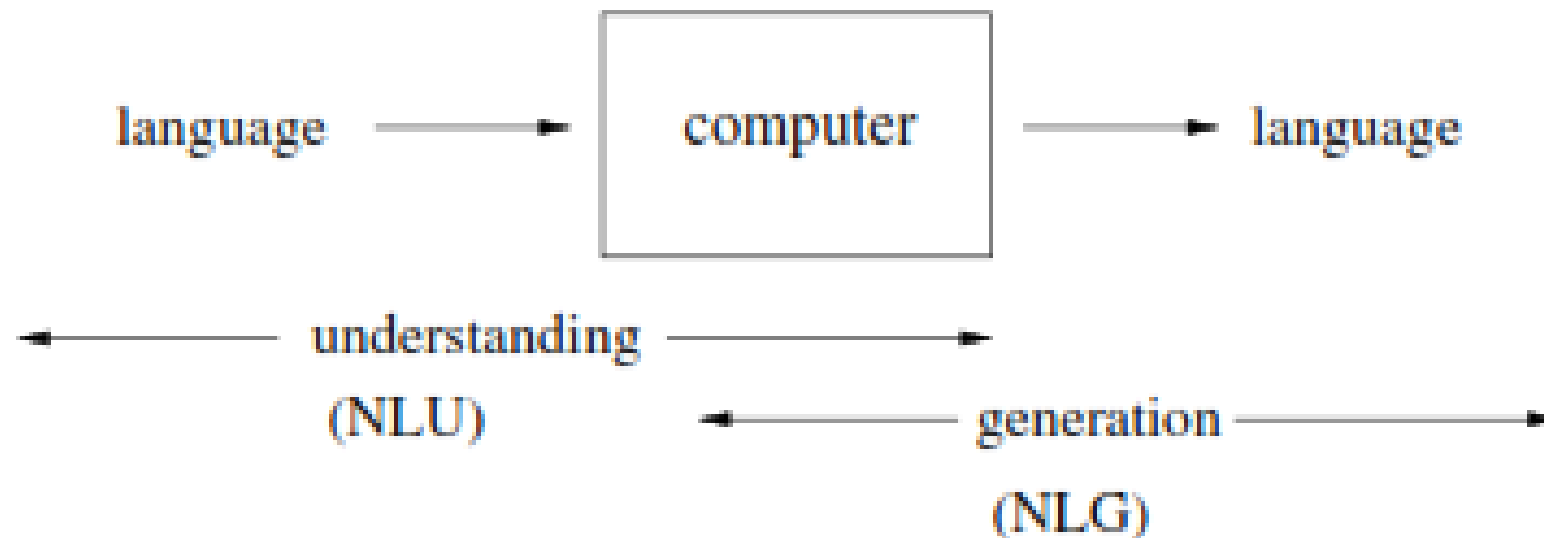 language computer language
understanding
(NLU)
generation
(NLG)